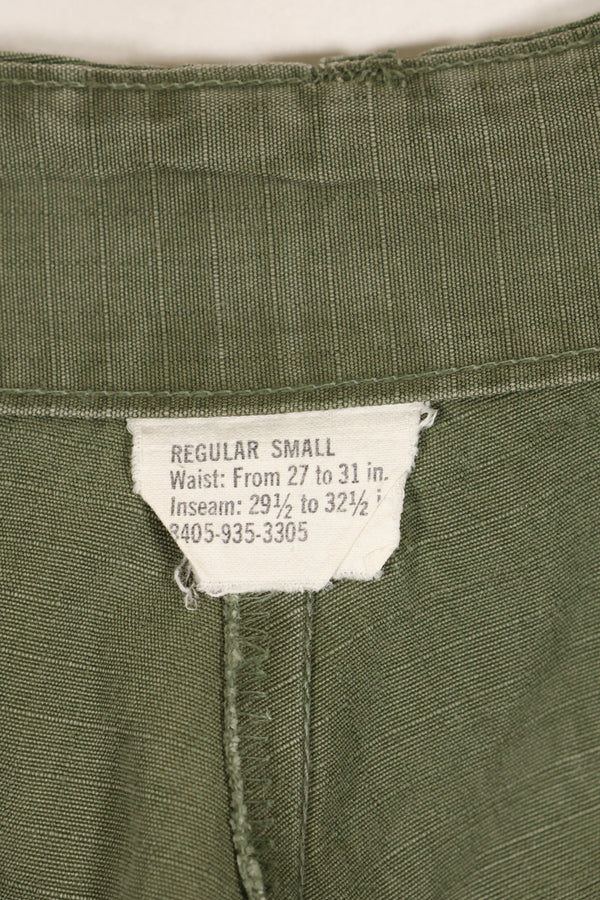 REGULAR SMALL
Waist: From 27 to 31 in.
Inseam: 29½ to 32½ i
8405-935-3305